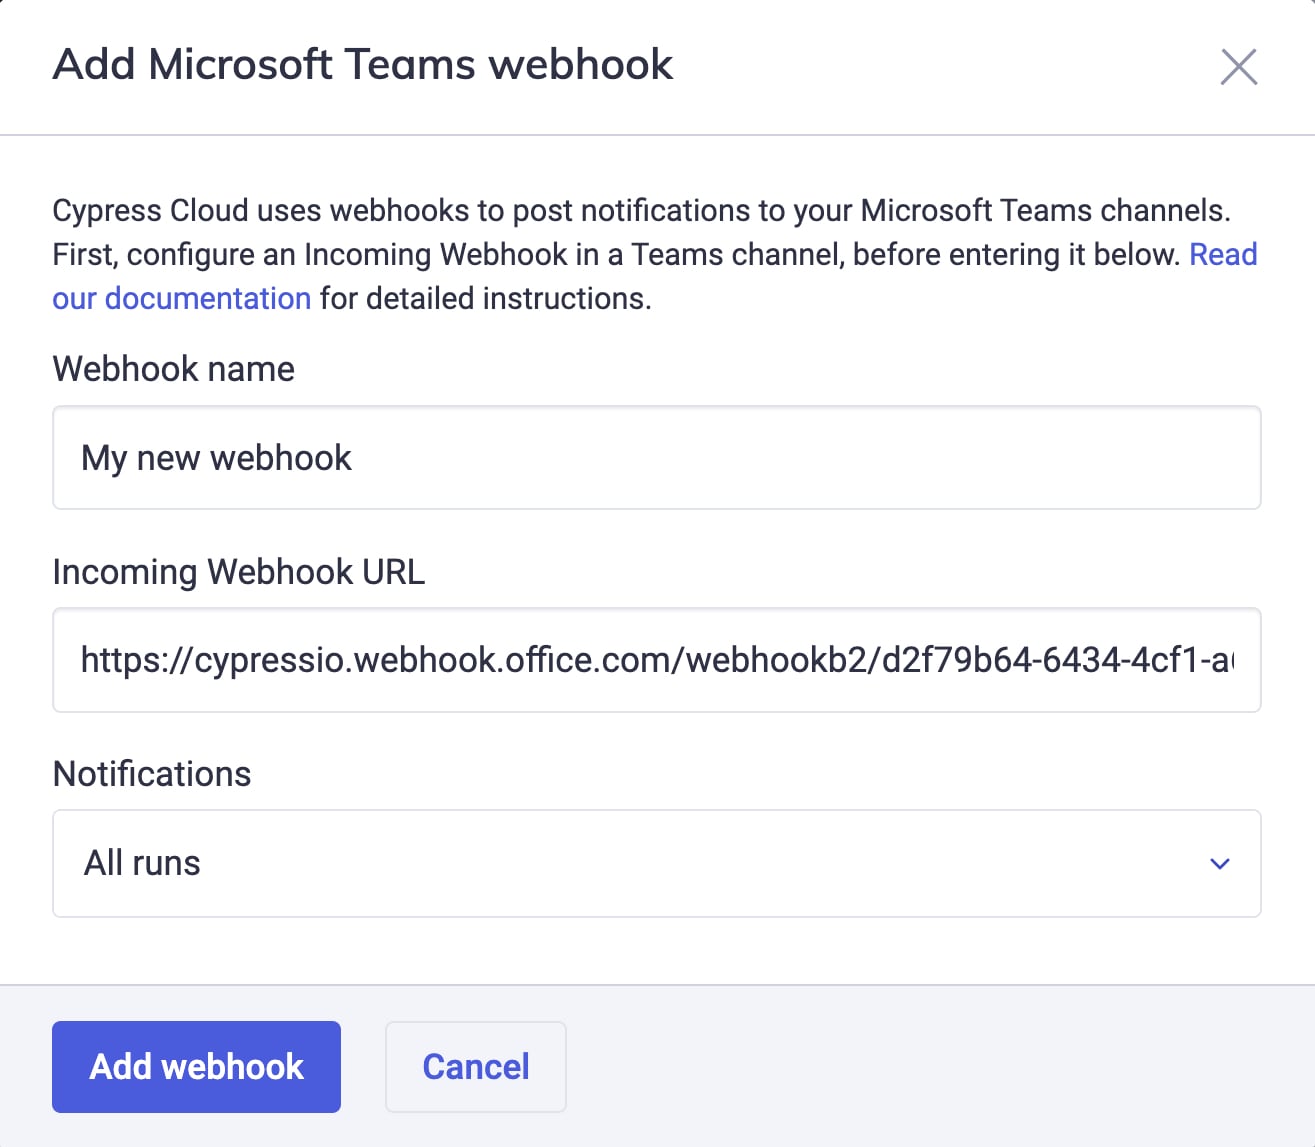 Add Microsoft Teams webhook
Cypress Cloud uses webhooks to post notifications to your Microsoft Teams channels.
First, configure an Incoming Webhook in a Teams channel, before entering it below. Read
our documentation for detailed instructions.
Webhook name
My new webhook
Incoming Webhook URL
https://cypressio.webhook.office.com/webhookb2/d2f79b64-6434-4cf1-a
Notifications
All runs
Add webhook
Cancel